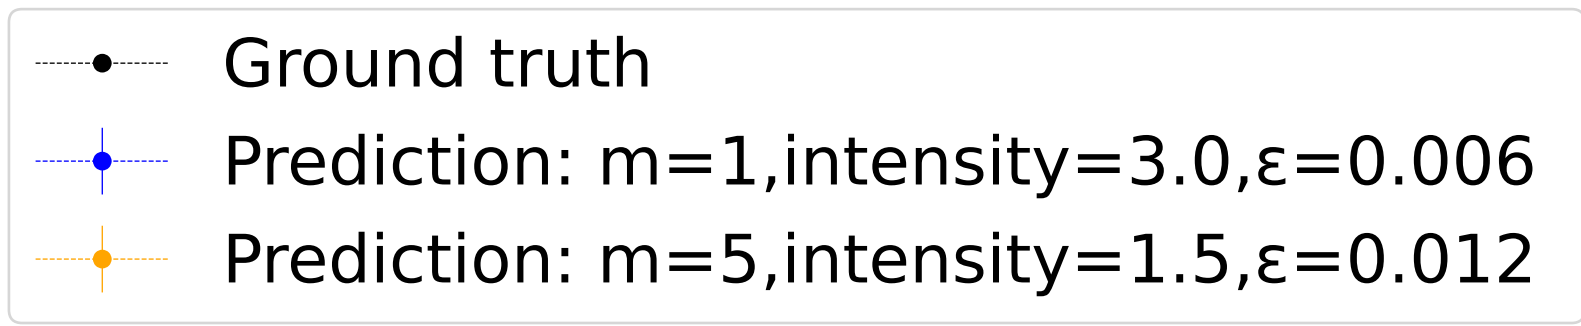 Ground truth
Prediction: m=1,intensity=3.0,ε=0.006
Prediction: m=5,intensity=1.5,ε=0.012